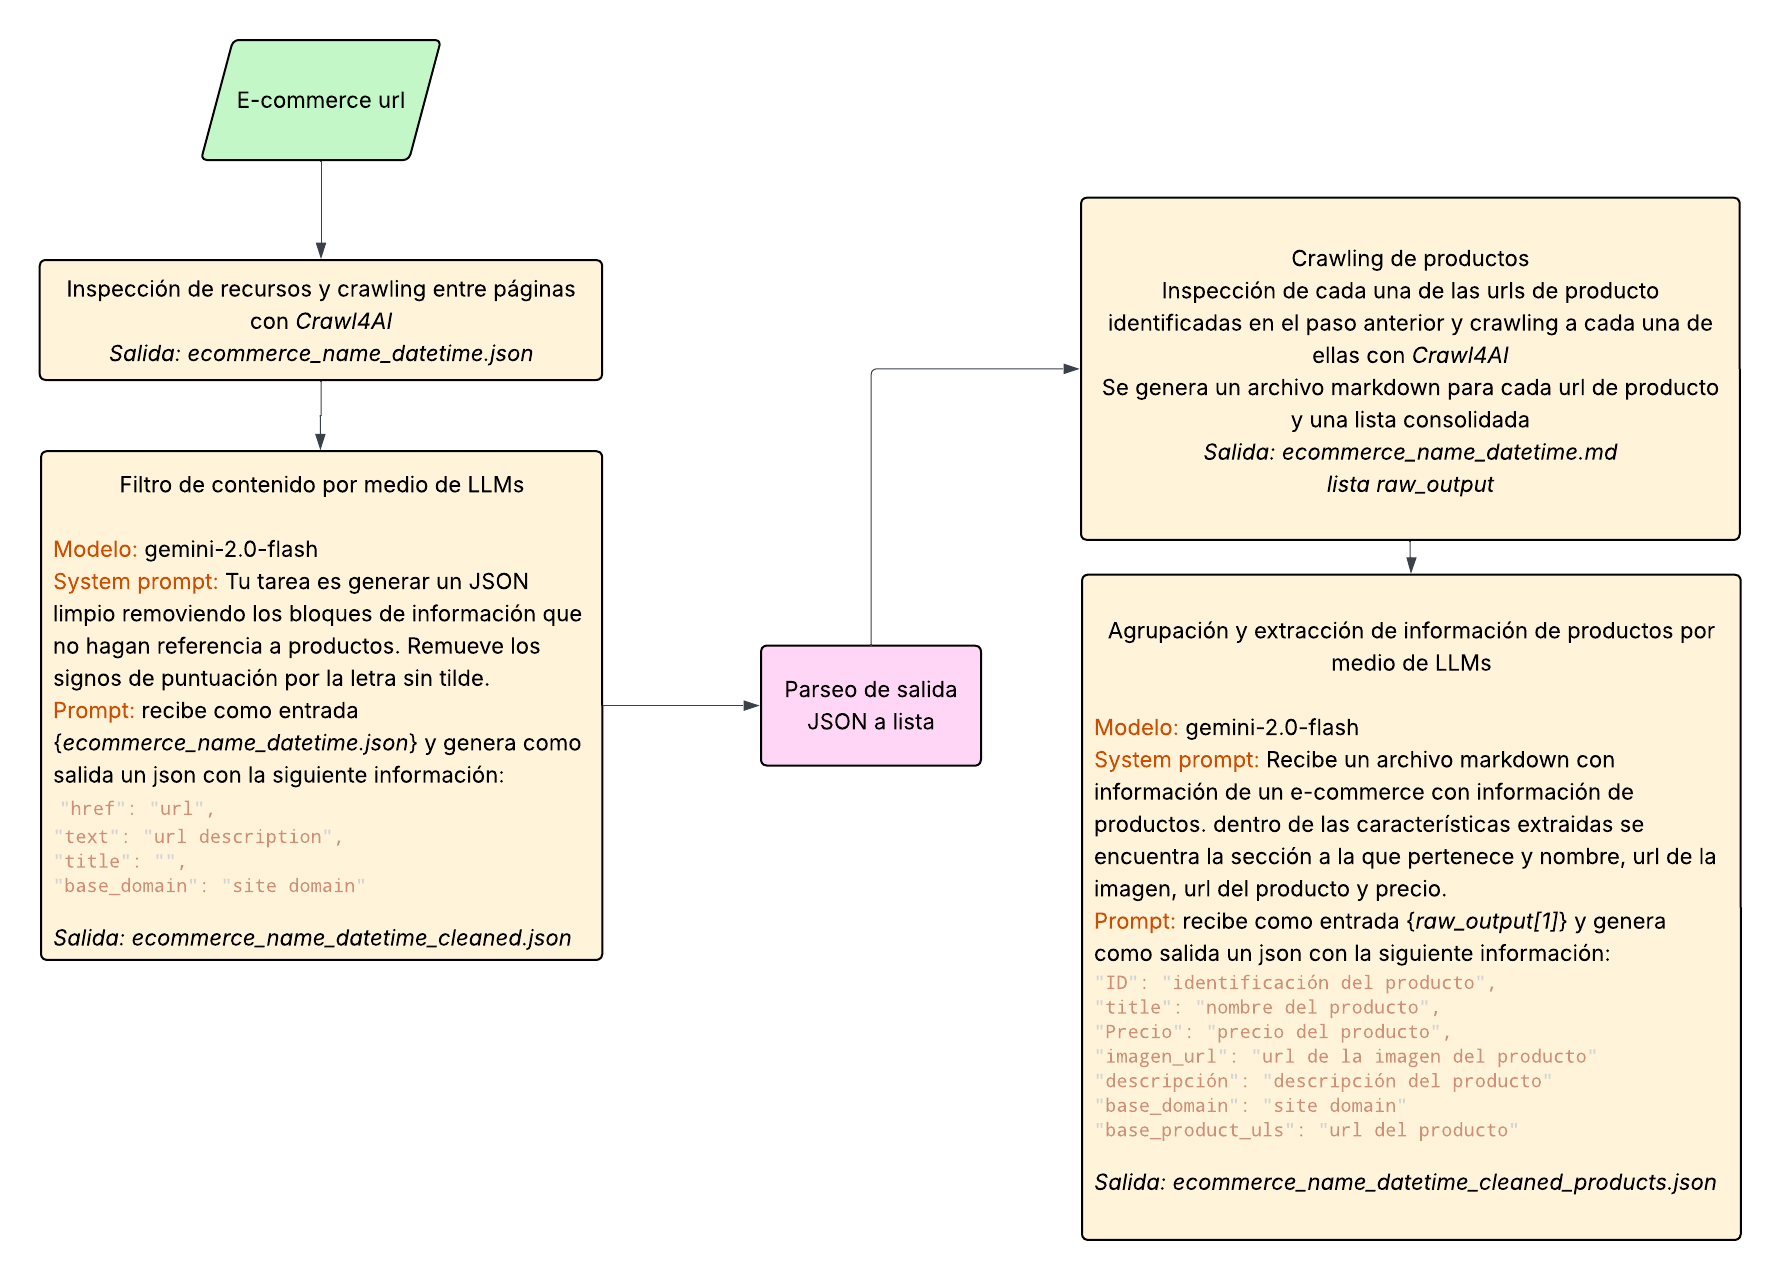 E-commerce url
Inspección de recursos y crawling entre páginas
con Crawl4AI
Salida: ecommerce_name_datetime.json
Filtro de contenido por medio de LLMs
Modelo: gemini-2.0-flash
System prompt: Tu tarea es generar un JSON
limpio removiendo los bloques de información que
no hagan referencia a productos. Remueve los
signos de puntuación por la letra sin tilde.
Prompt: recibe como entrada
{ecommerce_name_datetime.json} y genera como
salida un json con la siguiente información:
"href": "url",
"text": "url description",
"title": "",
"base_domain": "site domain"
Salida: ecommerce_name_datetime_cleaned.json
Parseo de salida
JSON a lista
Crawling de productos
Inspección de cada una de las urls de producto
identificadas en el paso anterior y crawling a cada una de
ellas con Crawl4AI
Se genera un archivo markdown para cada url de producto
y una lista consolidada
Salida: ecommerce_name_datetime.md
lista raw_output
Agrupación y extracción de información de productos por
medio de LLMs
Modelo: gemini-2.0-flash
System prompt: Recibe un archivo markdown con
información de un e-commerce con información de
productos. dentro de las características extraidas se
encuentra la sección a la que pertenece y nombre, url de la
imagen, url del producto y precio.
Prompt: recibe como entrada {raw_output[1]} y genera
como salida un json con la siguiente información:
"ID": "identificación del producto",
"title": "nombre del producto",
"Precio": "precio del producto",
"imagen_url": "url de la imagen del producto"
"descripción": "descripción del producto"
"base_domain": "site domain"
"base_product_uls": "url del producto"
Salida: ecommerce_name_datetime_cleaned_products.json